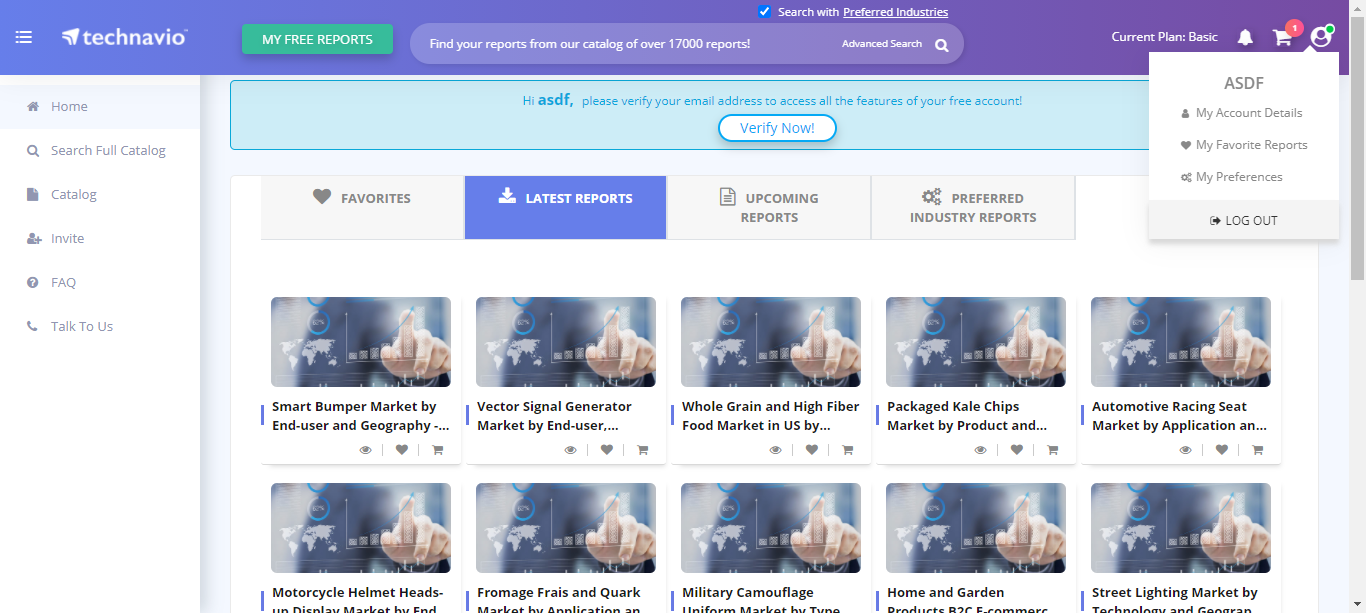 Search with Preferred Industries
technavio
MY FREE REPORTS
Find your reports from our catalog of over 17000 reports!
Advanced Search
Current Plan: Basic
1
ASDF
My Account Details
My Favorite Reports
My Preferences
LOG OUT
Home
Search Full Catalog
Catalog
Invite
FAQ
Talk To Us
Hi asdf, please verify your email address to access all the features of your free account!
Verify Now!
FAVORITES
LATEST REPORTS
UPCOMING
REPORTS
PREFERRED
INDUSTRY REPORTS
Smart Bumper Market by
End-user and Geography -...
Vector Signal Generator
Market by End-user,...
Whole Grain and High Fiber
Food Market in US by...
Packaged Kale Chips
Market by Product and...
Automotive Racing Seat
Market by Application an...
Motorcycle Helmet Heads-
up Display Market by End
Fromage Frais and Quark
Market by Application an
Military Camouflage
Uniform Market by Type
Home and Garden
Products B2C E-commerc
Street Lighting Market by
Technology and Geograp